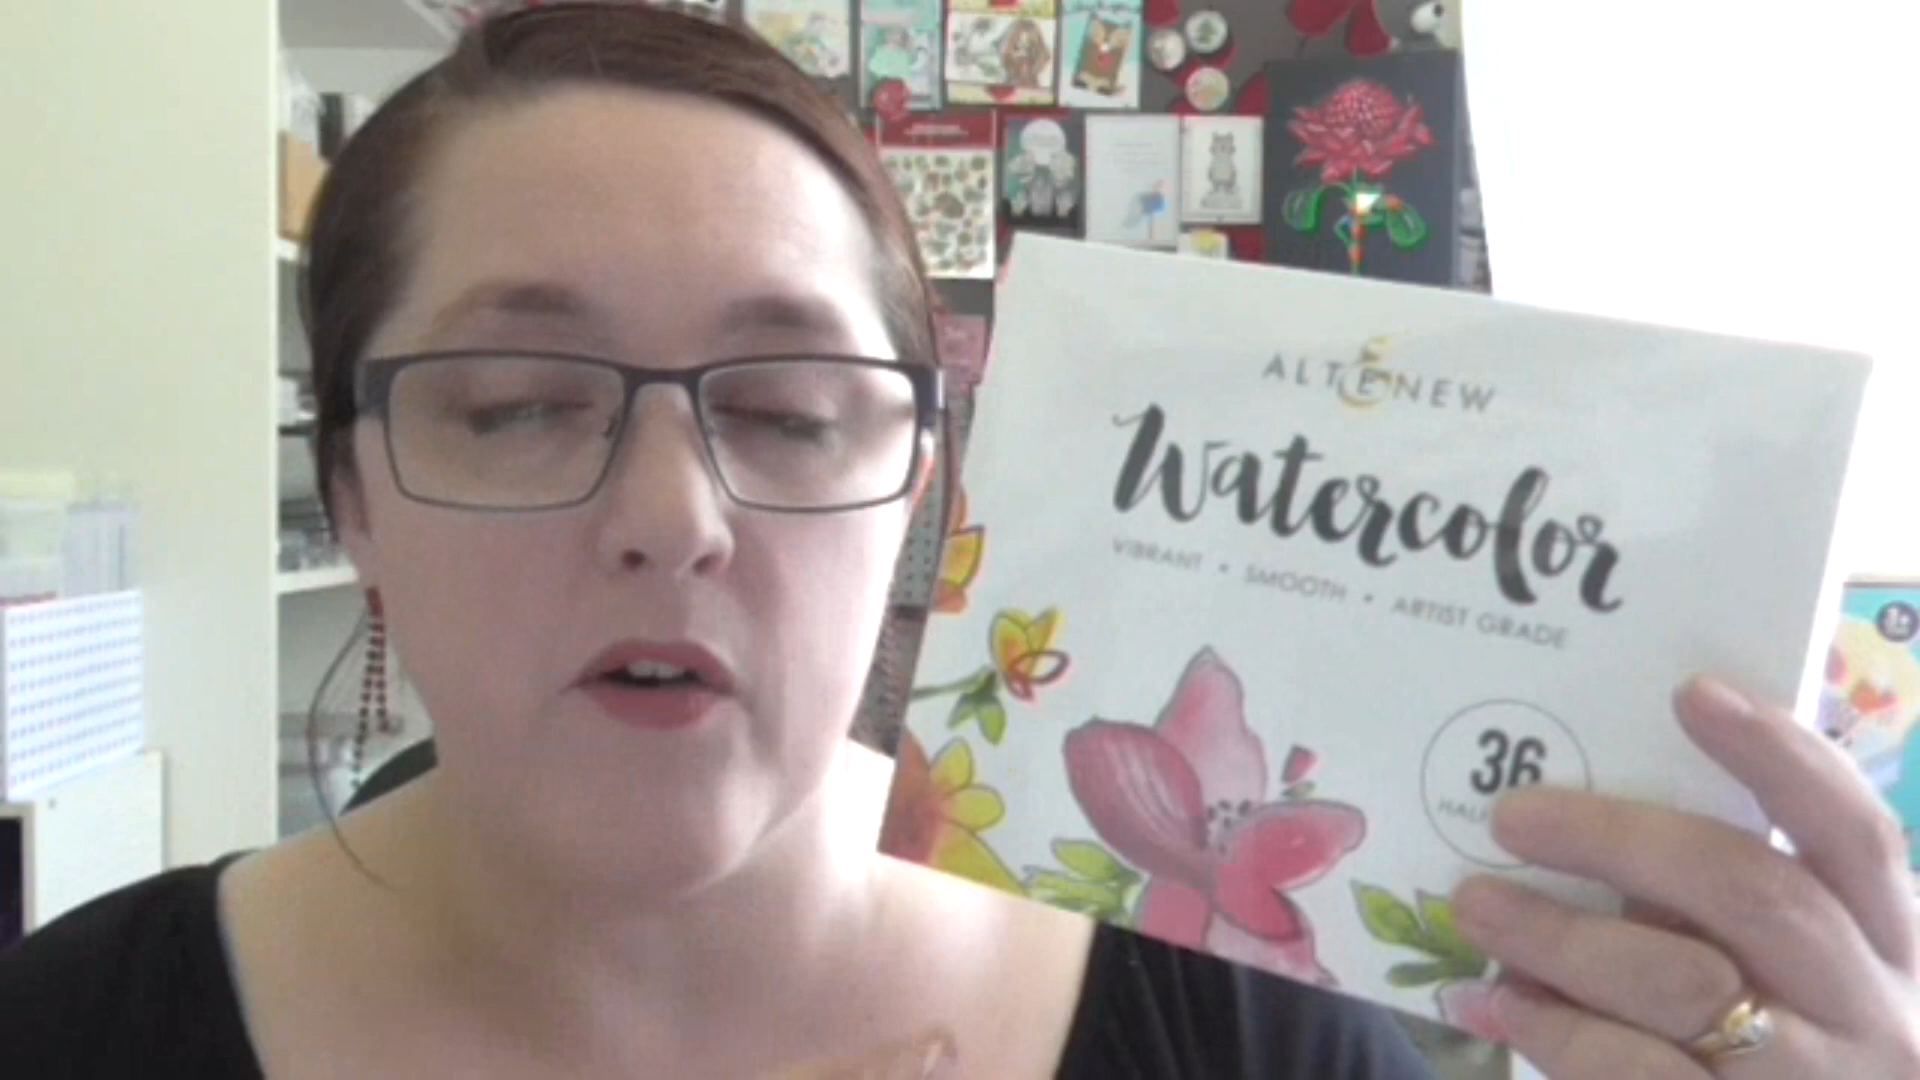 ALTENEW
Watercolor
VIBRANT • SMOOTH • ARTIST GRADE
36